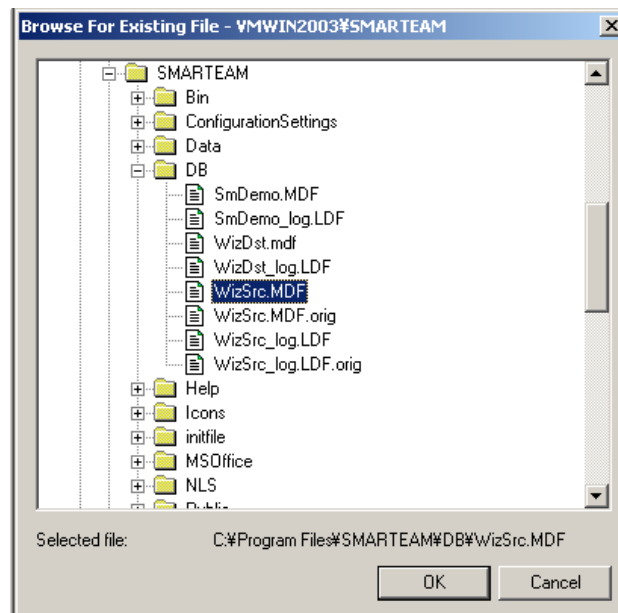 Browse For Existing File - ¥MWIN2003¥SMARTEAM
SMARTEAM
Bin
ConfigurationSettings
Data
DB
SmDemo.MDF
SmDemo_log.LDF
WizDst.mdf
WizDst_log.LDF
WizSrc.MDF
WizSrc.MDF.orig
WizSrc_log.LDF
WizSrc_log.LDF.orig
Help
Icons
initfile
MSOffice
NLS
Selected file: C:¥Program Files¥SMARTEAM¥DB¥WizSrc.MDF
OK Cancel